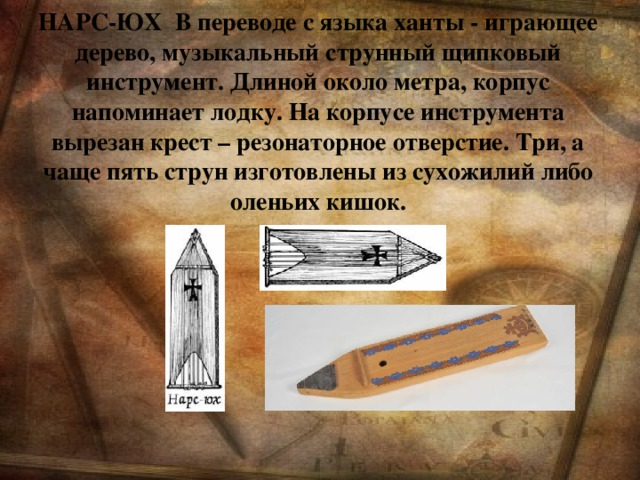 НАРС-ЮХ В переводе с языка ханты - играющее
дерево, музыкальный струнный щипковый
инструмент. Длиной около метра, корпус
напоминает лодку. На корпусе инструмента
вырезан крест – резонаторное отверстие. Три, а
чаще пять струн изготовлены из сухожилий либо
оленьих кишок.
Нарс-юх